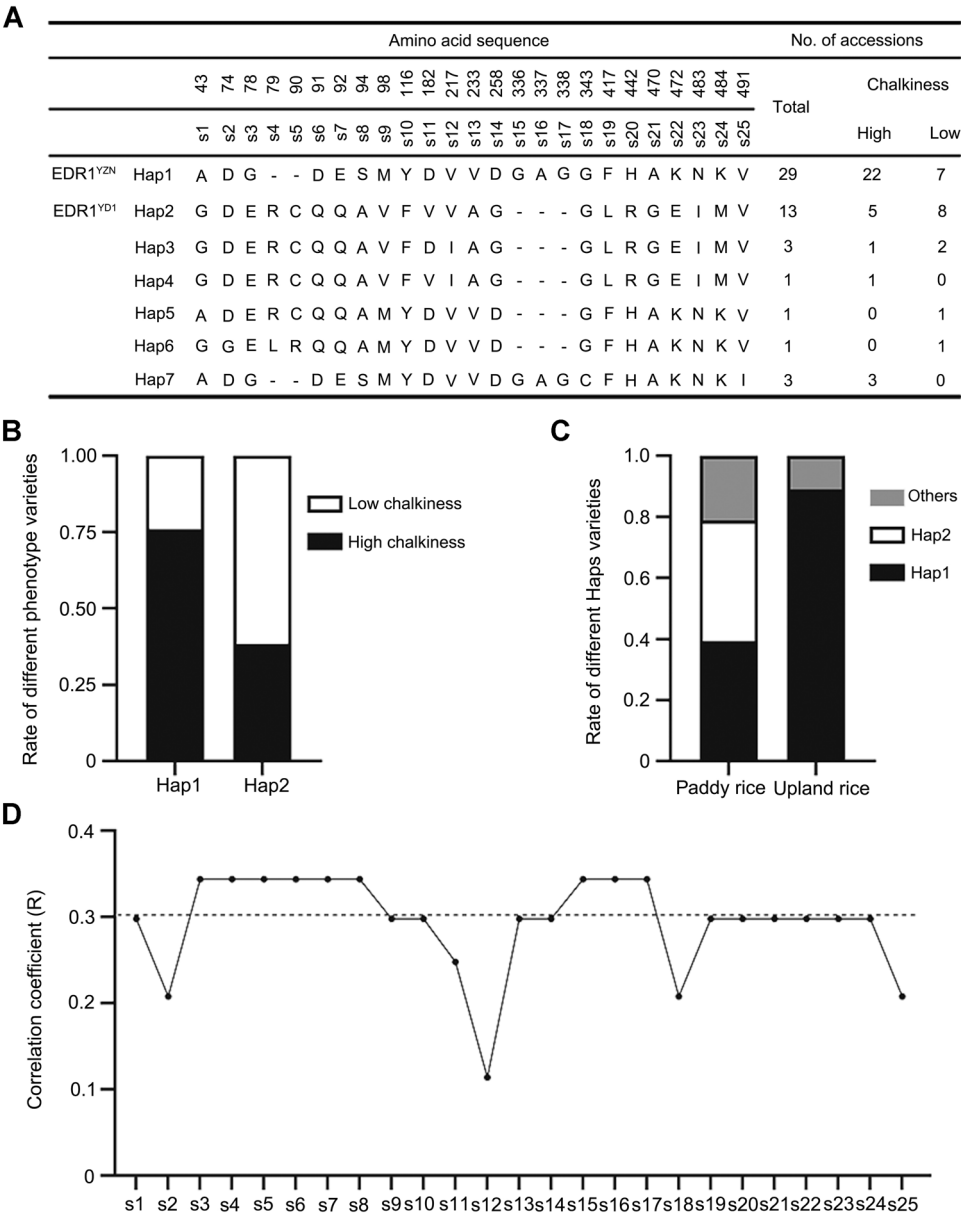 A
Amino acid sequence No. of accessions
43 74 78 79 90 91 92 94 98 116 182 217 233 258 336 337 338 343 417 442 470 472 483 484 491 Total Chalkiness
s1 s2 s3 s4 s5 s6 s7 s8 s9 s10 s11 s12 s13 s14 s15 s16 s17 s18 s19 s20 s21 s22 s23 s24 s25 High Low
EDR1YZN Hap1 A D G - - D E S M Y D V V D G A G G F H A K N K V 29 22 7
EDR1YD1 Hap2 G D E R C Q Q A V F V V A G - - - G L R G E I M V 13 5 8
Hap3 G D E R C Q Q A V F D I A G - - - G L R G E I M V 3 1 2
Hap4 G D E R C Q Q A V F V I A G - - - G L R G E I M V 1 1 0
Hap5 A D E R C Q Q A M Y D V V D - - - G F H A K N K V 1 0 1
Hap6 G G E L R Q Q A M Y D V V D - - - G F H A K N K V 1 0 1
Hap7 A D G - - D E S M Y D V V D G A G C F H A K N K I 3 3 0
B
Rate of different phenotype varieties
1.00
0.75
0.50
0.25
0
Hap1 Hap2
Low chalkiness
High chalkiness
C
Rate of different Haps varieties
1.0
0.8
0.6
0.4
0.2
0
Paddy rice Upland rice
Others
Hap2
Hap1
D
Correlation coefficient (R)
0.4
0.3
0.2
0.1
0
s1 s2 s3 s4 s5 s6 s7 s8 s9 s10 s11 s12 s13 s14 s15 s16 s17 s18 s19 s20 s21 s22 s23 s24 s25